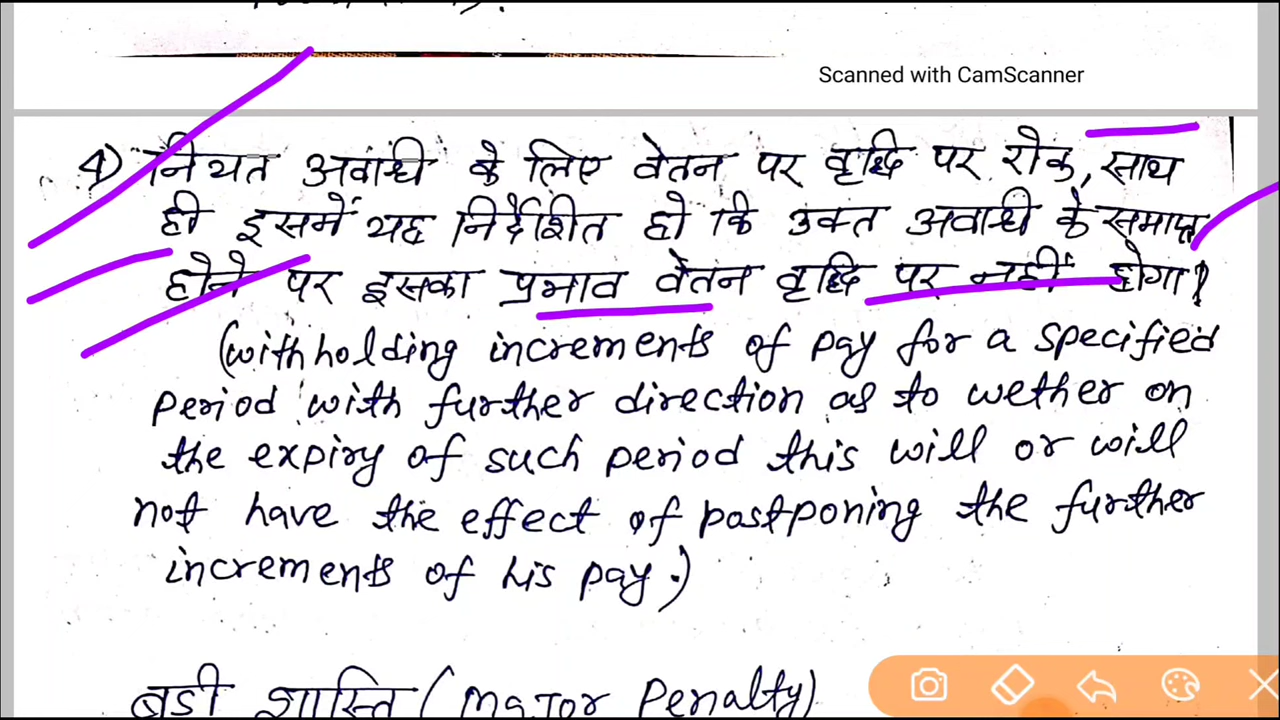 Scanned with CamScanner
4) नियत अवाधी के लिए वेतन पर वृद्धि पर रोक, साथ
ही इसमें यह निर्देशित हो कि उक्त अवाधी के समाप्त
होने पर इसका प्रभाव वेतन वृद्धि पर नहीं होगा।
(withholding increments of pay for a specified
period with further direction as to wether on
the expiry of such period this will or will
not have the effect of postponing the further
increments of his pay.)
बडी शास्ति (Major Penalty)